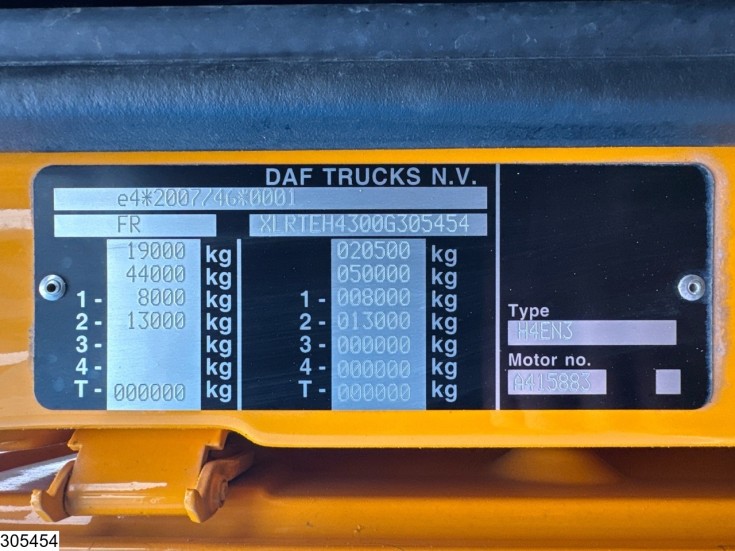 DAF TRUCKS N.V.
e4*2007/46*0001
FR XLRTEH4300G305454
19000 kg 020500 kg
44000 kg 050000 kg
1- 8000 kg 1- 008000 kg
2- 13000 kg 2- 013000 kg
3- kg 3- 000000 kg
4- kg 4- 000000 kg
T- 000000 kg T- 000000 kg
Type
H4EN3
Motor no.
A415883
305454